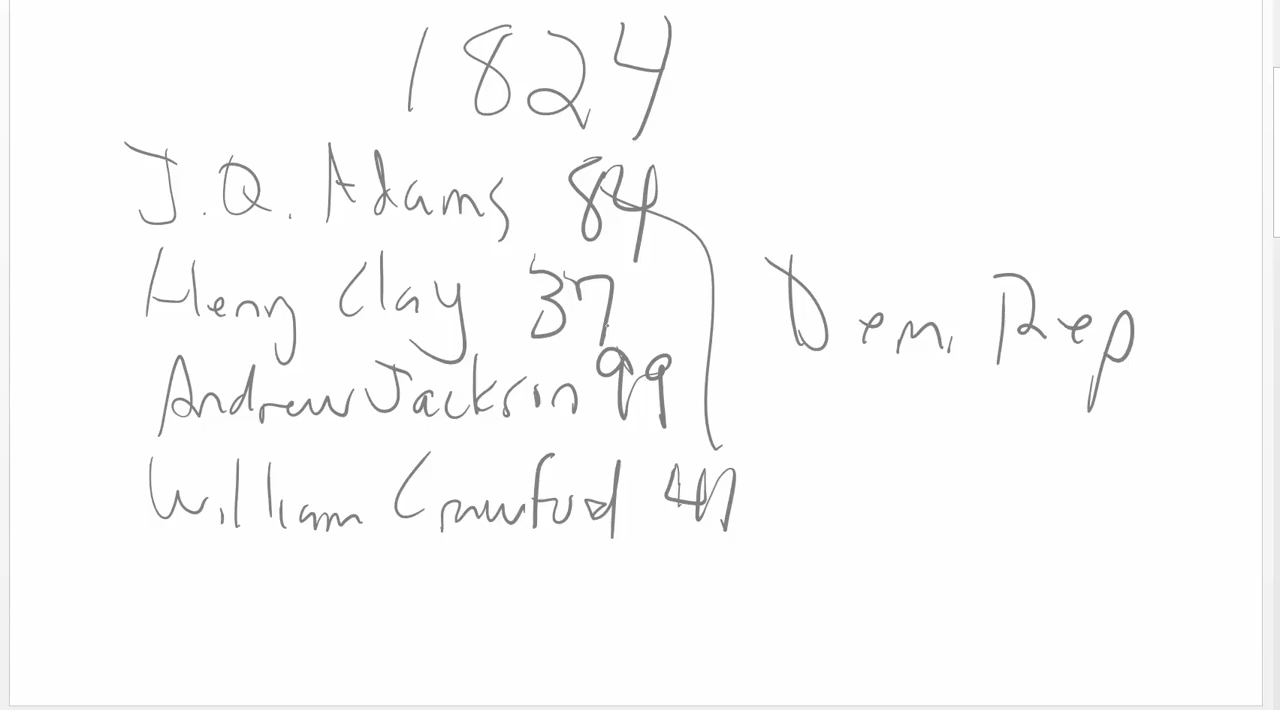 1824
J.Q. Adams 84
Henry Clay 37
Dem. Rep
Andrew Jackson 99
William Crawford 41